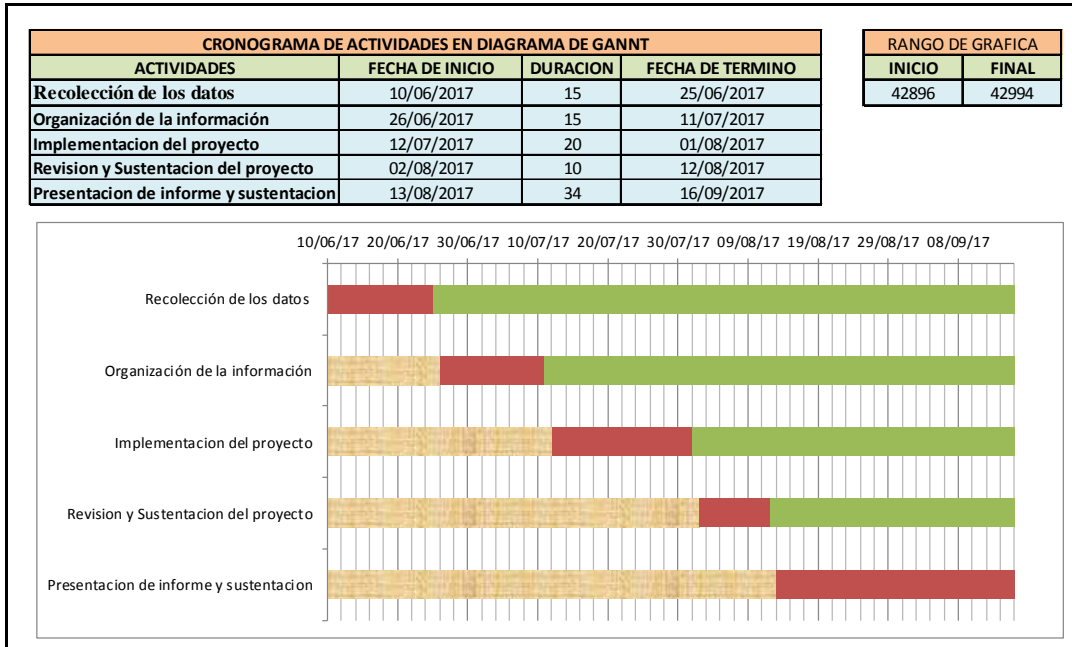 CRONOGRAMA DE ACTIVIDADES EN DIAGRAMA DE GANNT
ACTIVIDADES FECHA DE INICIO DURACION FECHA DE TERMINO
Recolección de los datos 10/06/2017 15 25/06/2017
Organización de la información 26/06/2017 15 11/07/2017
Implementacion del proyecto 12/07/2017 20 01/08/2017
Revision y Sustentacion del proyecto 02/08/2017 10 12/08/2017
Presentacion de informe y sustentacion 13/08/2017 34 16/09/2017
RANGO DE GRAFICA
INICIO FINAL
42896 42994
10/06/17 20/06/17 30/06/17 10/07/17 20/07/17 30/07/17 09/08/17 19/08/17 29/08/17 08/09/17
Recolección de los datos
Organización de la información
Implementacion del proyecto
Revision y Sustentacion del proyecto
Presentacion de informe y sustentacion